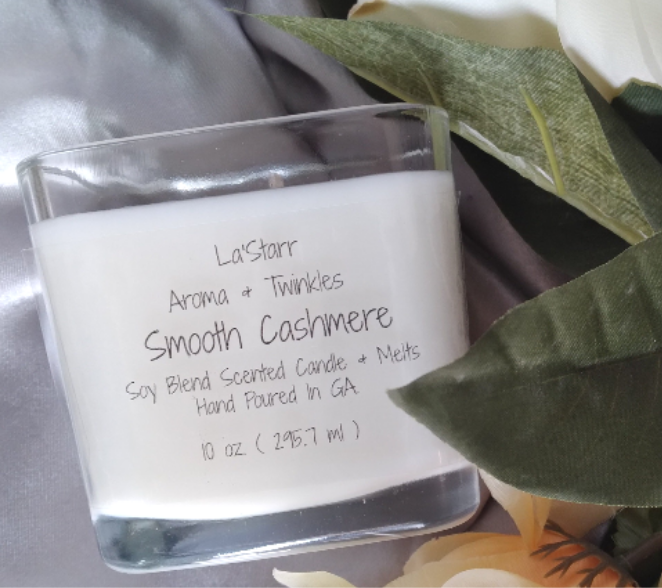 La'Starr
Aroma & Twinkles
Smooth Cashmere
Soy Blend Scented Candle & Melts
Hand Poured In GA
10 oz ( 295.7 ml )